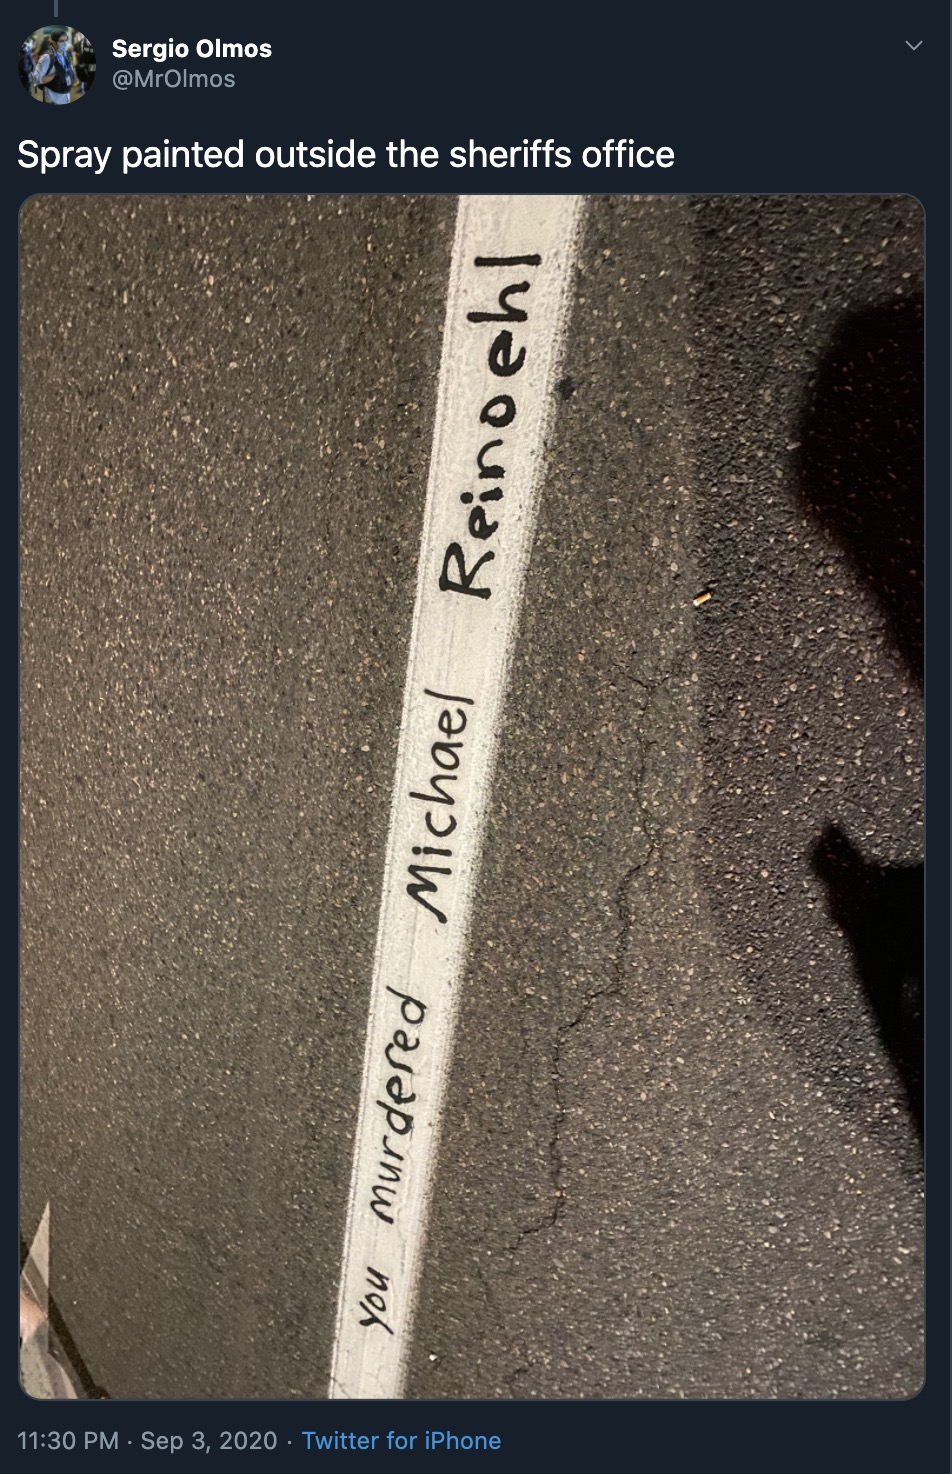 Sergio Olmos
@MrOlmos
Spray painted outside the sheriffs office
you murdered Michael Reinoehl
11:30 PM · Sep 3, 2020 · Twitter for iPhone